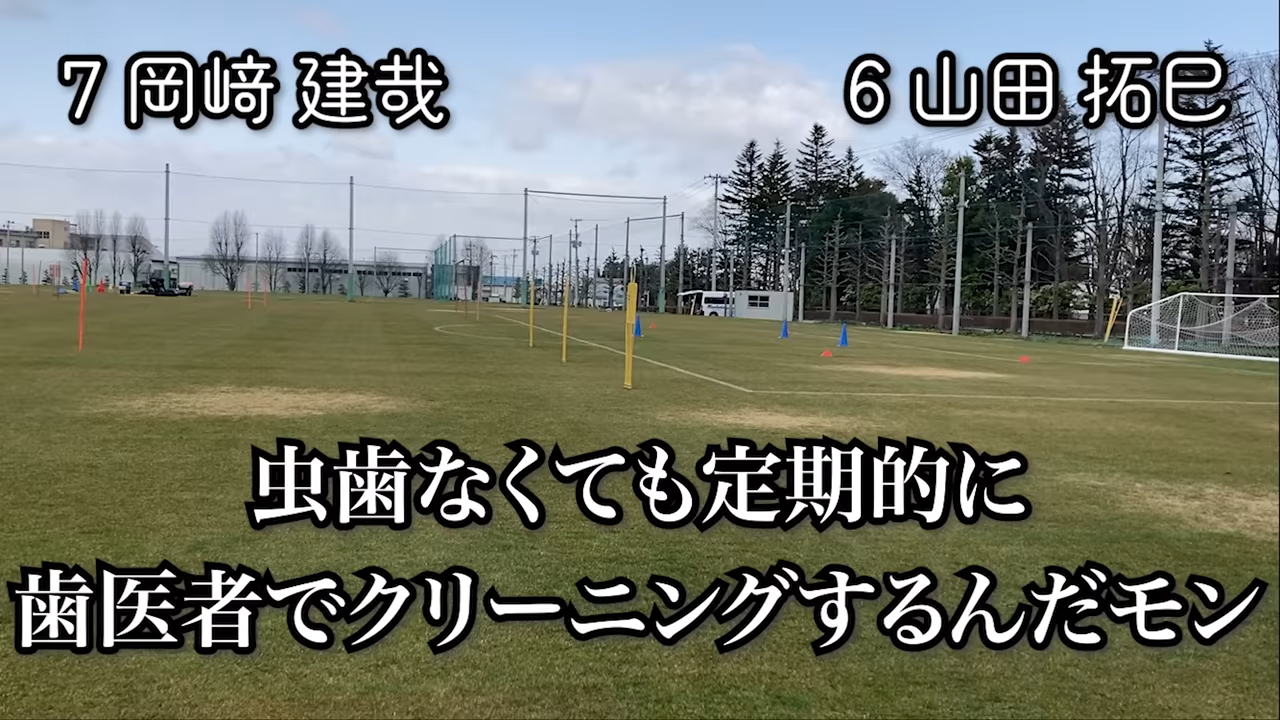 7 岡﨑 建哉
6 山田 拓巳
虫歯なくても定期的に
歯医者でクリーニングするんだモン